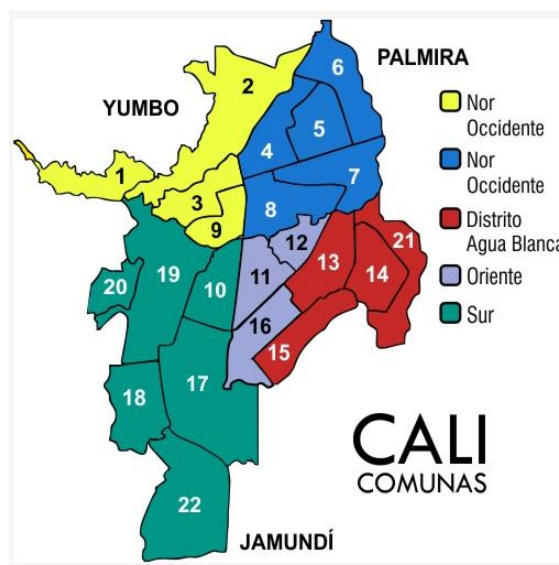 PALMIRA
YUMBO
6
2
5
4
1
7
3
8
9
12
21
13
19
11
14
20
10
16
15
17
18
22
JAMUNDÍ
Nor
Occidente
Nor
Occidente
Distrito
Agua Blanca
Oriente
Sur
CALI
COMUNAS